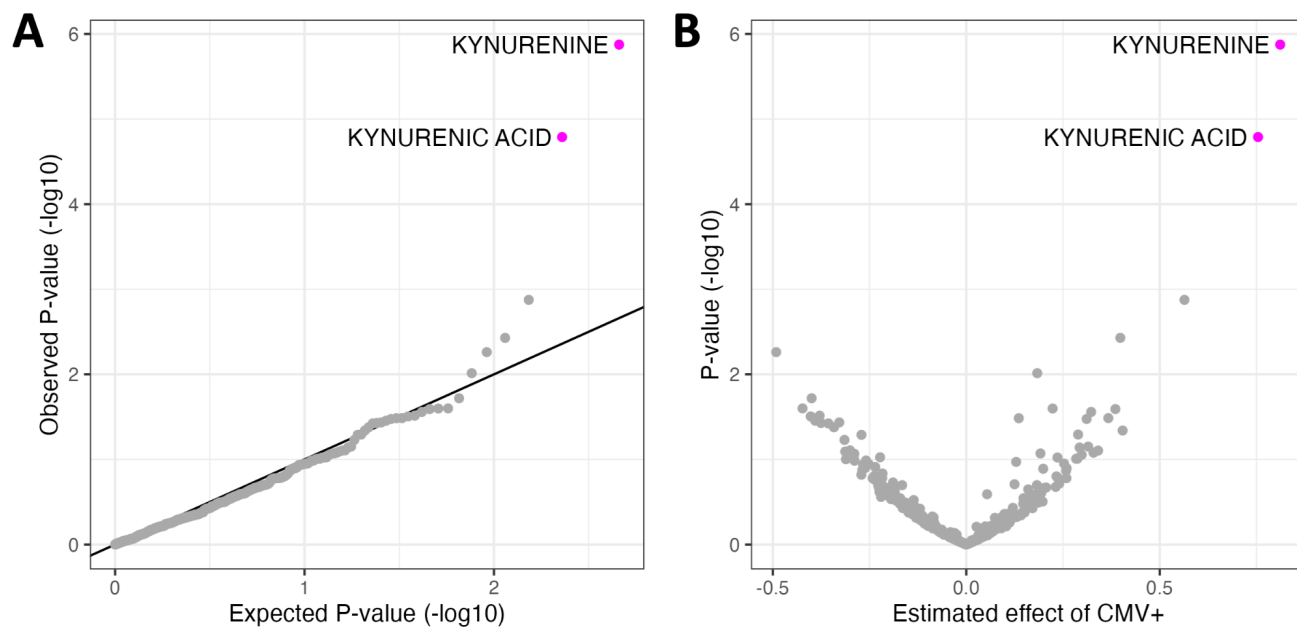 A
Observed P-value (-log10)
6
4
2
0
KYNURENINE
KYNURENIC ACID
0
1
2
Expected P-value (-log10)
B
P-value (-log10)
6
4
2
0
KYNURENINE
KYNURENIC ACID
-0.5
0.0
0.5
Estimated effect of CMV+